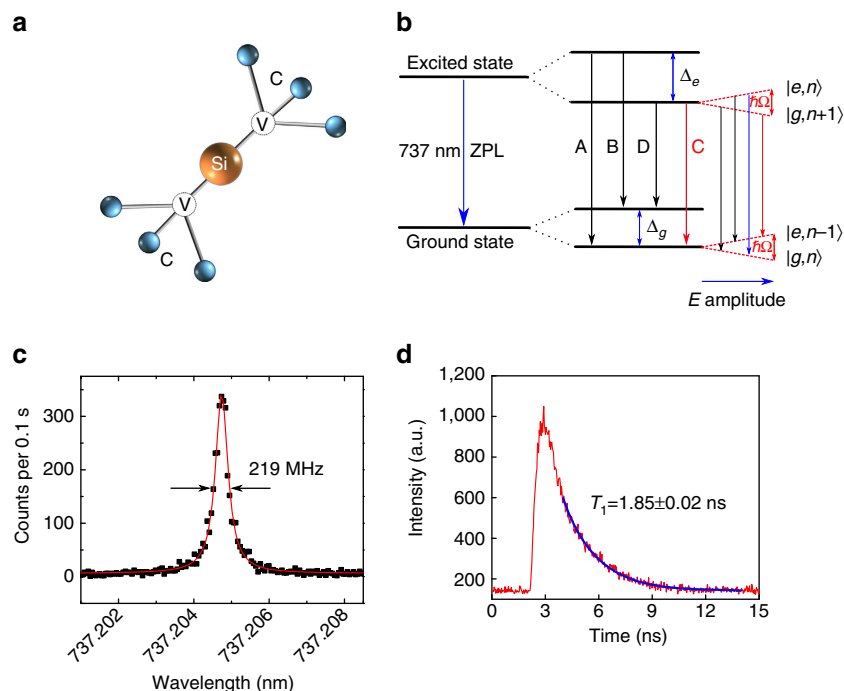 a
C
V
Si
V
C
b
Excited state
Δe
|e,n⟩
ħΩ
|g,n+1⟩
737 nm ZPL
A B D C
Δg
|e,n−1⟩
ħΩ
|g,n⟩
Ground state
E amplitude
c
Counts per 0.1 s
300
200
100
0
219 MHz
737.202
737.204
737.206
737.208
Wavelength (nm)
d
Intensity (a.u.)
1,200
1,000
800
600
400
200
T1=1.85±0.02 ns
0 3 6 9 12 15
Time (ns)